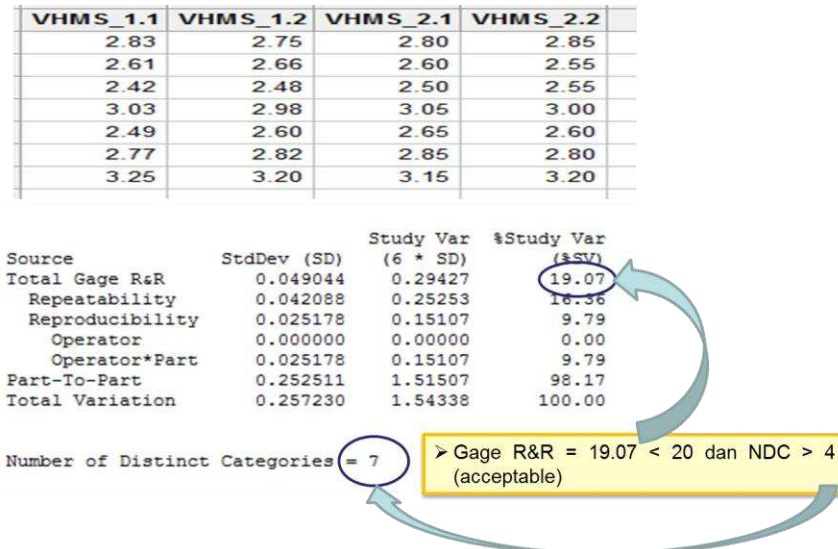 VHMS_1.1 VHMS_1.2 VHMS_2.1 VHMS_2.2
2.83 2.75 2.80 2.85
2.61 2.66 2.60 2.55
2.42 2.48 2.50 2.55
3.03 2.98 3.05 3.00
2.49 2.60 2.65 2.60
2.77 2.82 2.85 2.80
3.25 3.20 3.15 3.20
Study Var %Study Var
Source StdDev (SD) (6 * SD) (%SV)
Total Gage R&R 0.049044 0.29427 19.07
Repeatability 0.042088 0.25253 16.36
Reproducibility 0.025178 0.15107 9.79
Operator 0.000000 0.00000 0.00
Operator*Part 0.025178 0.15107 9.79
Part-To-Part 0.252511 1.51507 98.17
Total Variation 0.257230 1.54338 100.00
Number of Distinct Categories = 7
➢ Gage R&R = 19.07 < 20 dan NDC > 4
(acceptable)